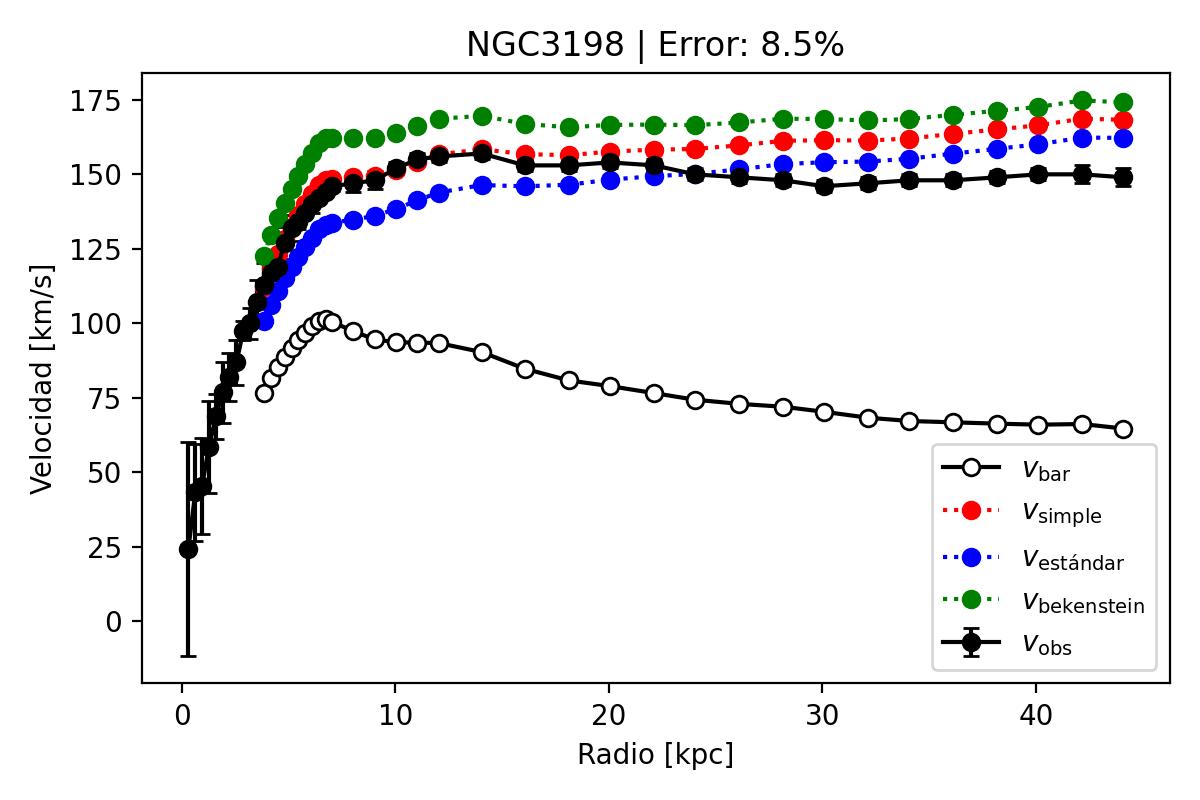 NGC3198 | Error: 8.5%
Velocidad [km/s]
175
150
125
100
75
50
25
0
0 10 20 30 40
Radio [kpc]
v_bar
v_simple
v_estándar
v_bekenstein
v_obs